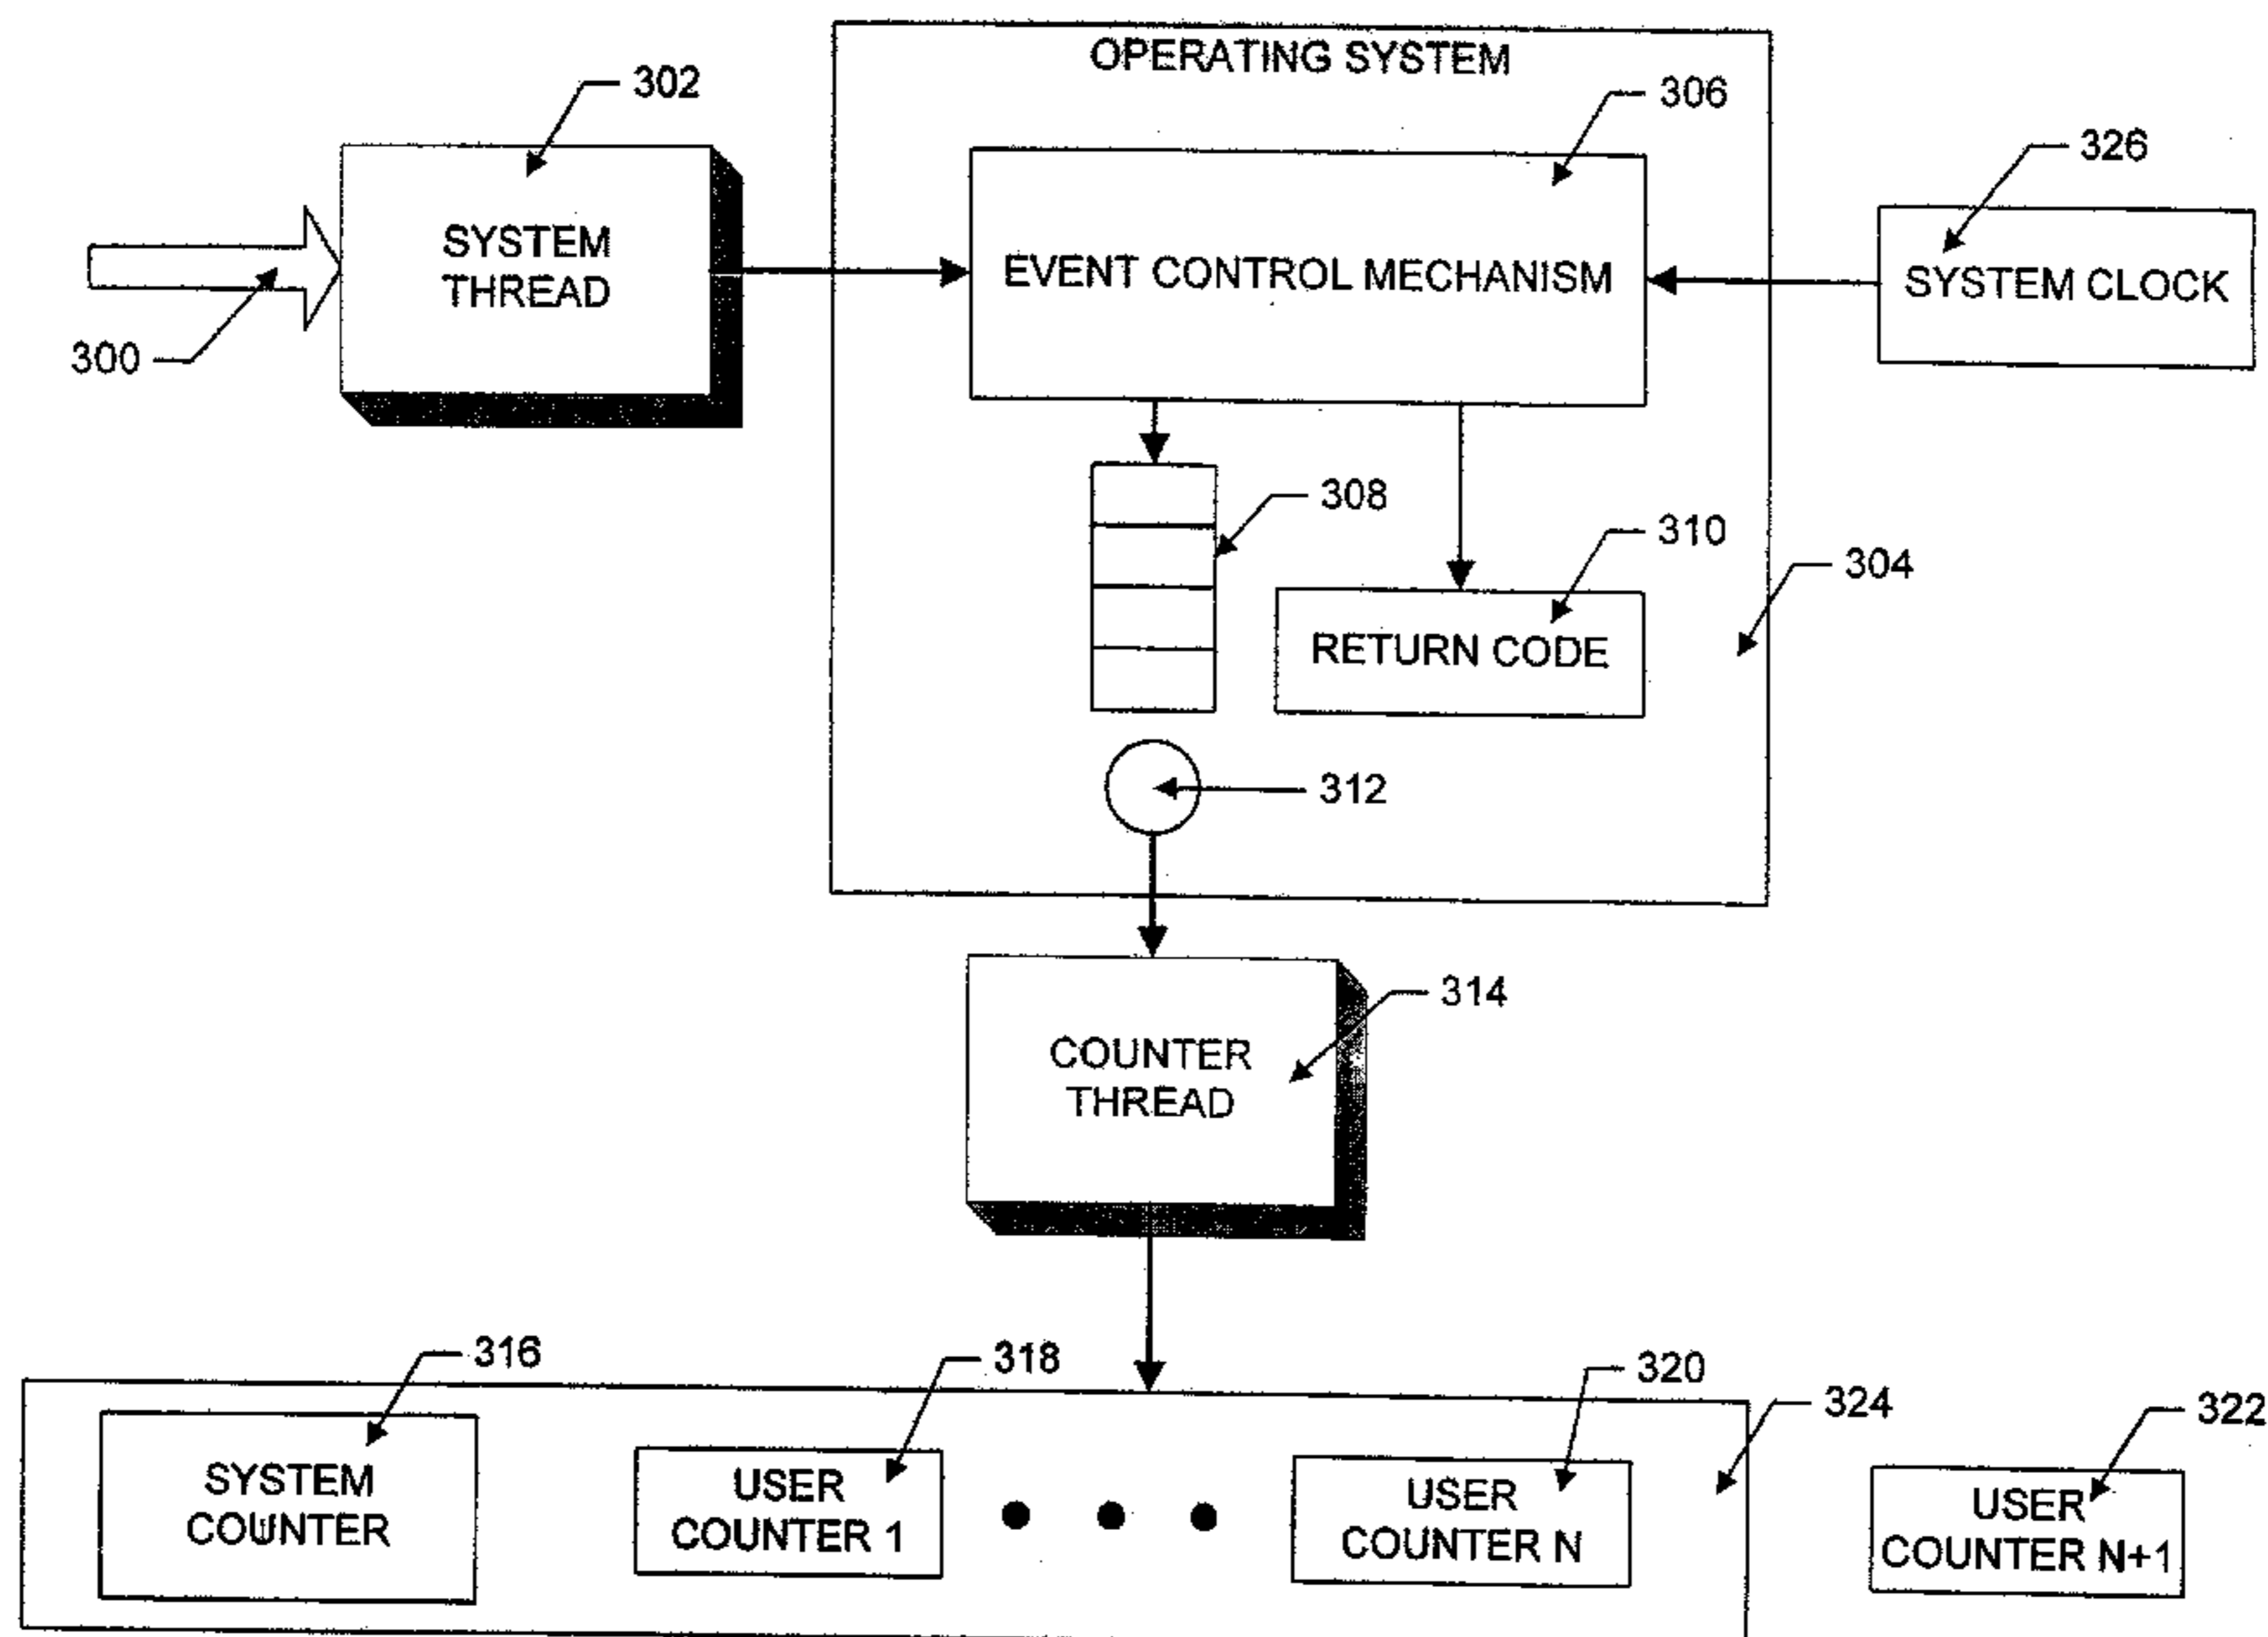 OPERATING SYSTEM
302
306
326
SYSTEM
THREAD
EVENT CONTROL MECHANISM
SYSTEM CLOCK
300
308
310
304
RETURN CODE
312
314
COUNTER
THREAD
316
318
320
324
322
SYSTEM
COUNTER
USER
COUNTER 1
USER
COUNTER N
USER
COUNTER N+1